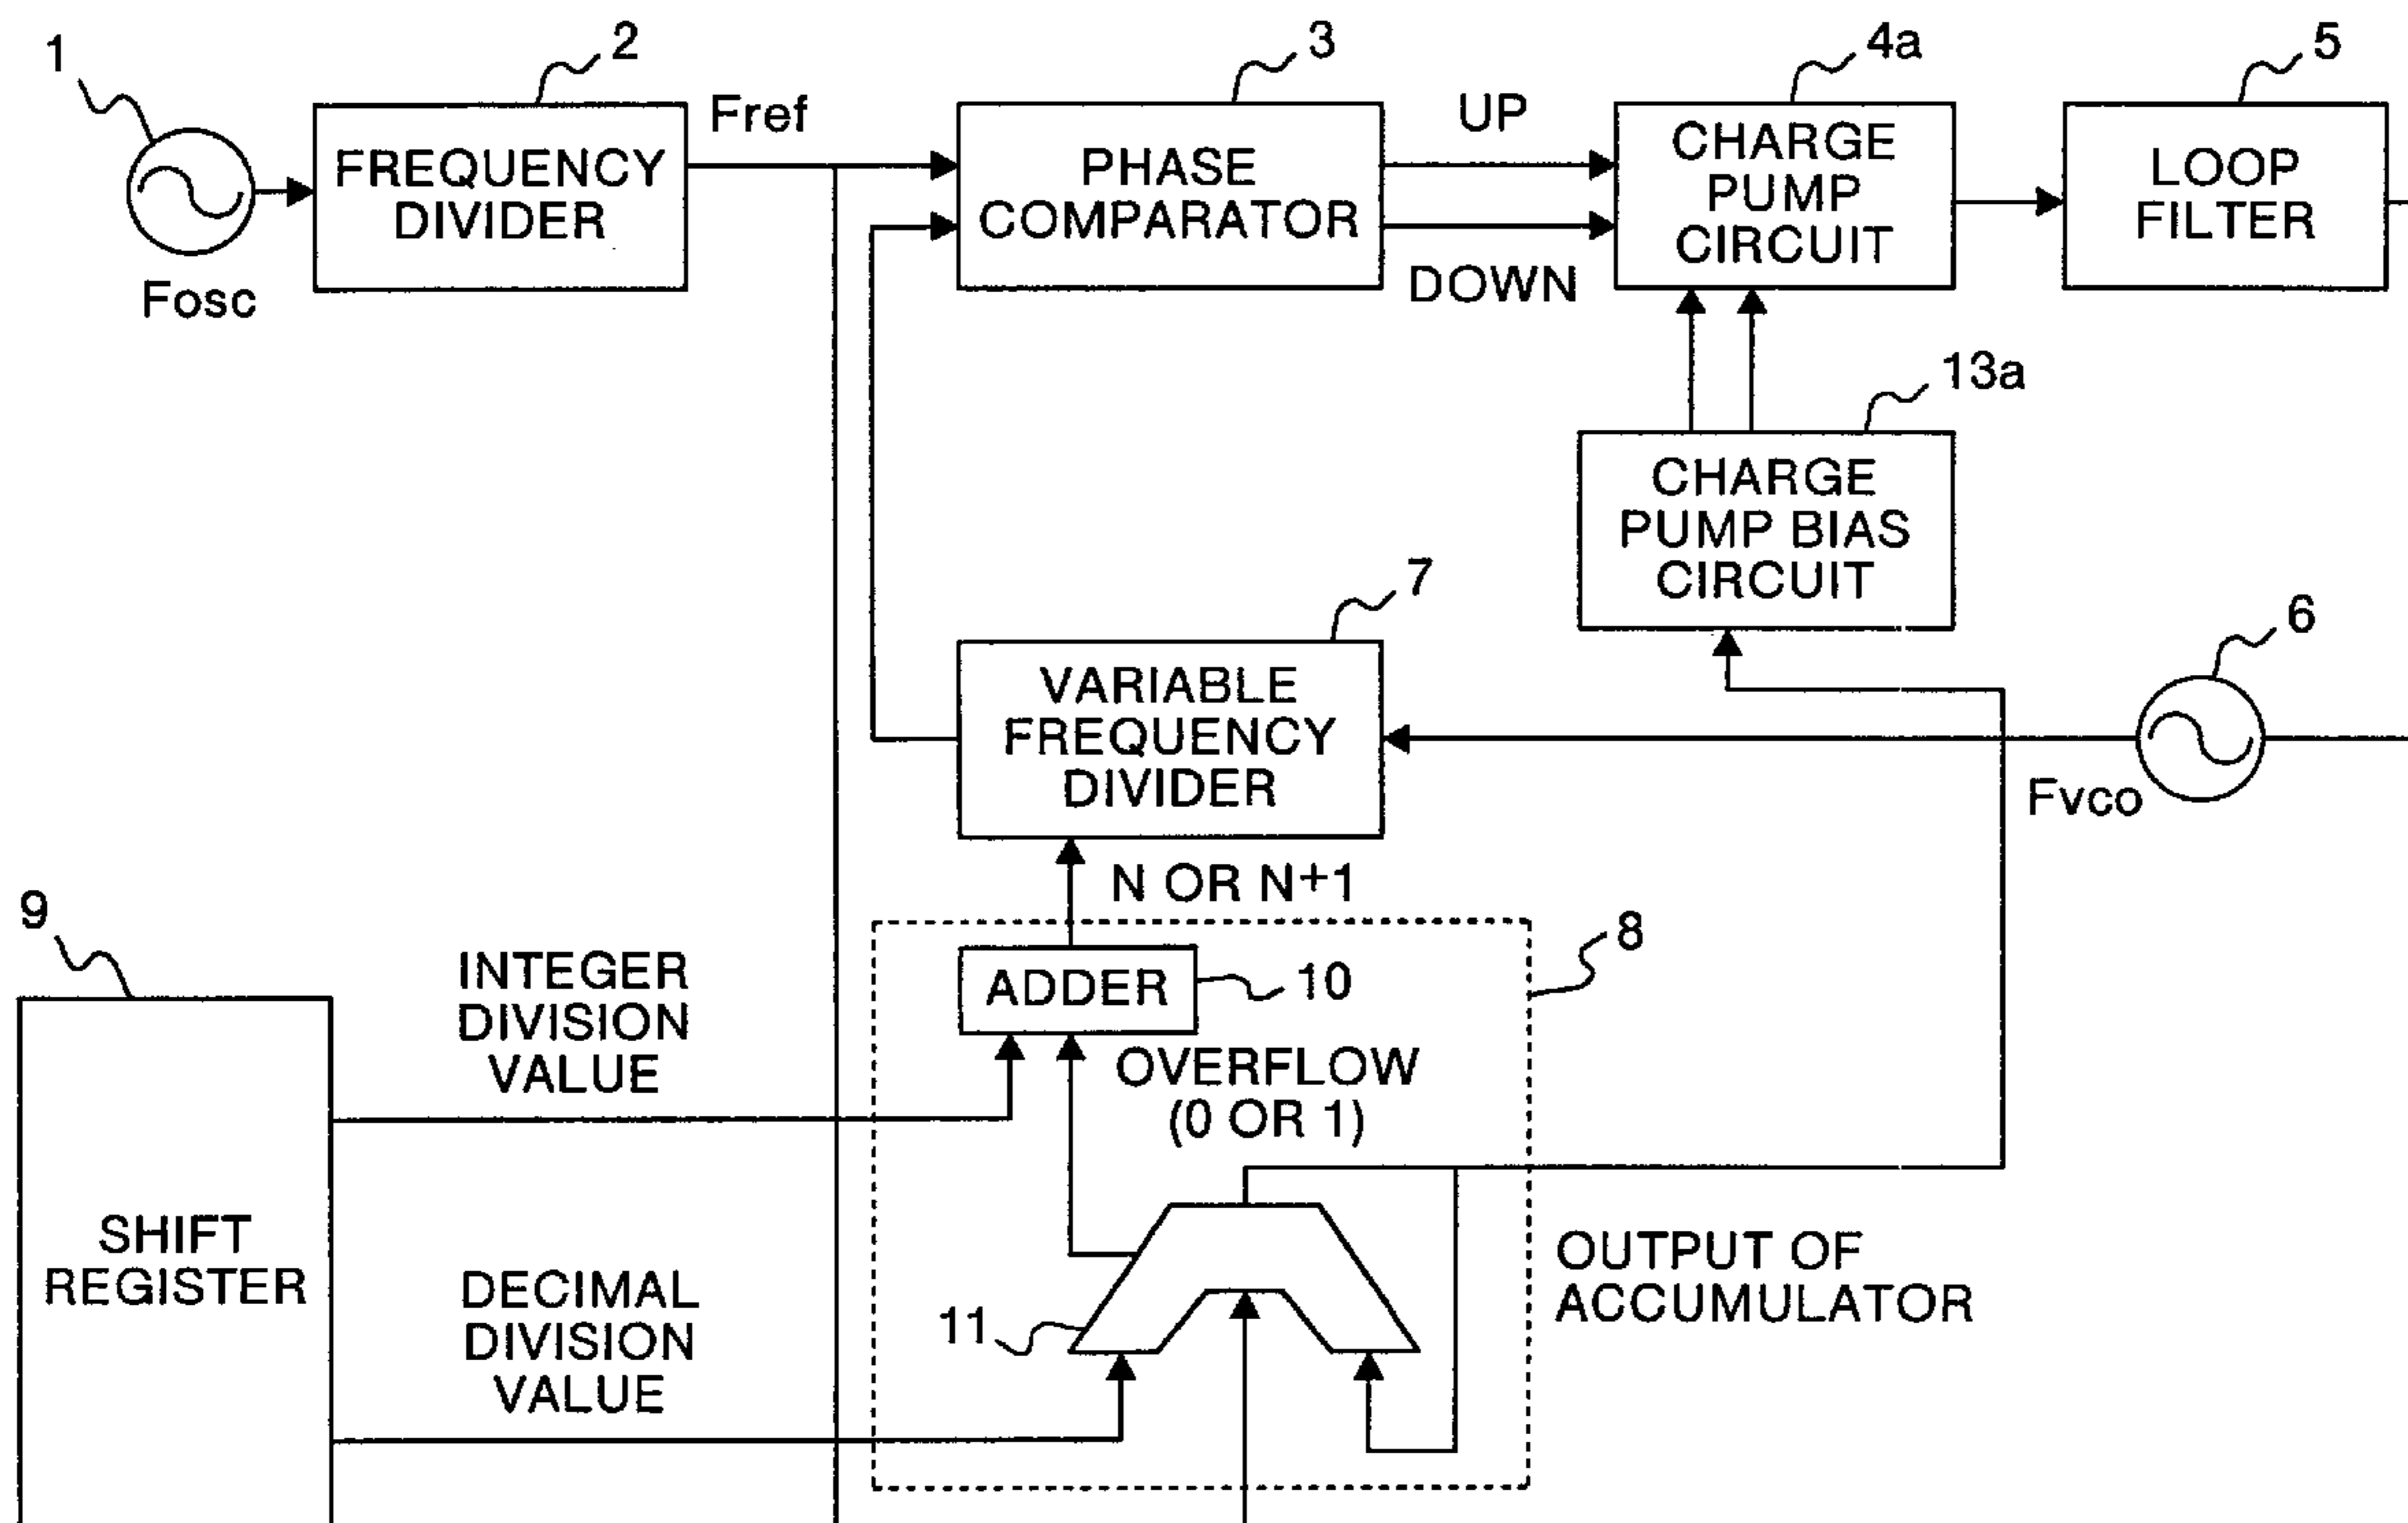 1
2
3
4a
5
Fref
UP
FREQUENCY
DIVIDER
PHASE
COMPARATOR
CHARGE
PUMP
CIRCUIT
LOOP
FILTER
Fosc
DOWN
13a
CHARGE
PUMP BIAS
CIRCUIT
7
6
VARIABLE
FREQUENCY
DIVIDER
Fvco
N OR N+1
9
8
INTEGER
DIVISION
VALUE
ADDER
10
OVERFLOW
(0 OR 1)
SHIFT
REGISTER
DECIMAL
DIVISION
VALUE
11
OUTPUT OF
ACCUMULATOR